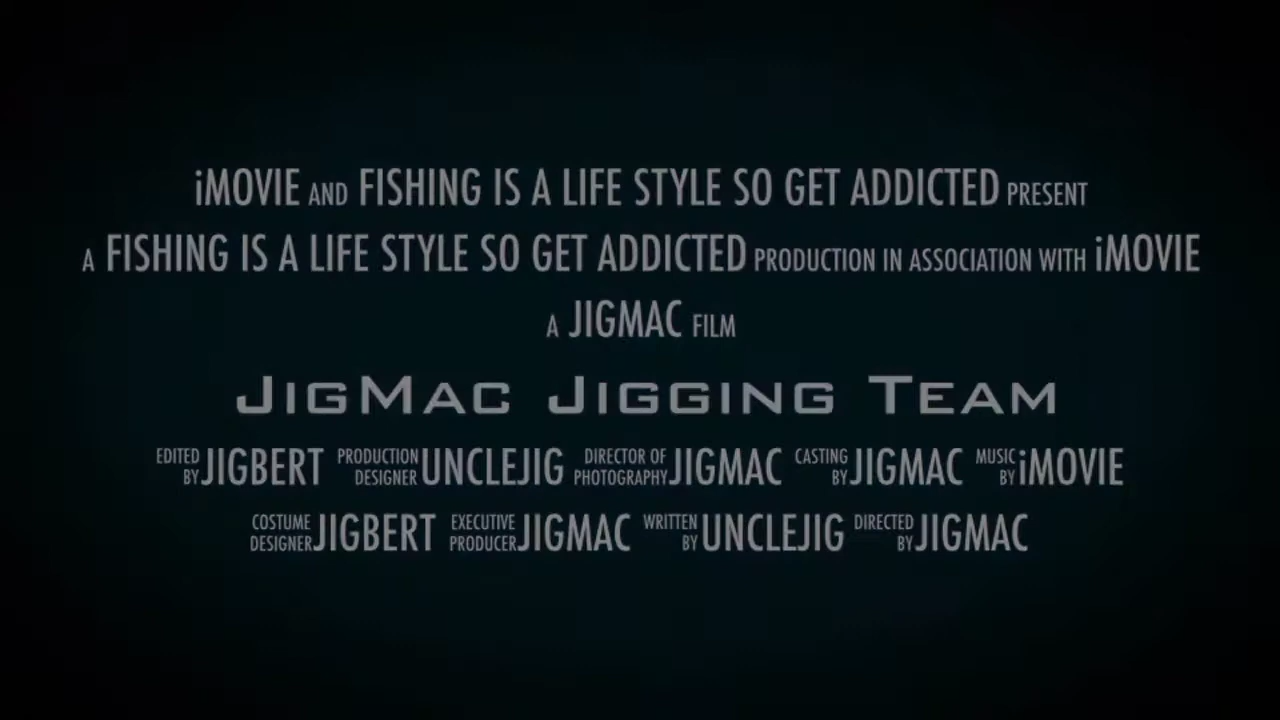 iMOVIE AND FISHING IS A LIFE STYLE SO GET ADDICTED PRESENT
A FISHING IS A LIFE STYLE SO GET ADDICTED PRODUCTION IN ASSOCIATION WITH iMOVIE
A JIGMAC FILM
JIGMAC JIGGING TEAM
EDITED BY JIGBERT PRODUCTION DESIGNER UNCLEJIG DIRECTOR OF PHOTOGRAPHY JIGMAC CASTING BY JIGMAC MUSIC BY iMOVIE
COSTUME DESIGNER JIGBERT EXECUTIVE PRODUCER JIGMAC WRITTEN BY UNCLEJIG DIRECTED BY JIGMAC